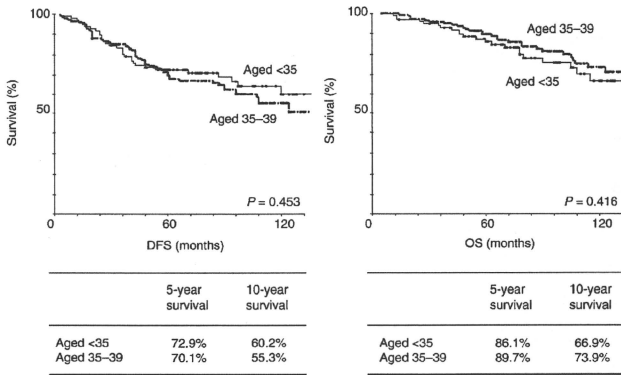 100
50
Survival (%)
Aged <35
Aged 35–39
P = 0.453
60
120
DFS (months)
5-year survival
10-year survival
Aged <35 72.9% 60.2%
Aged 35–39 70.1% 55.3%
100
50
Survival (%)
Aged 35–39
Aged <35
P = 0.416
60
120
OS (months)
5-year survival
10-year survival
Aged <35 86.1% 66.9%
Aged 35–39 89.7% 73.9%